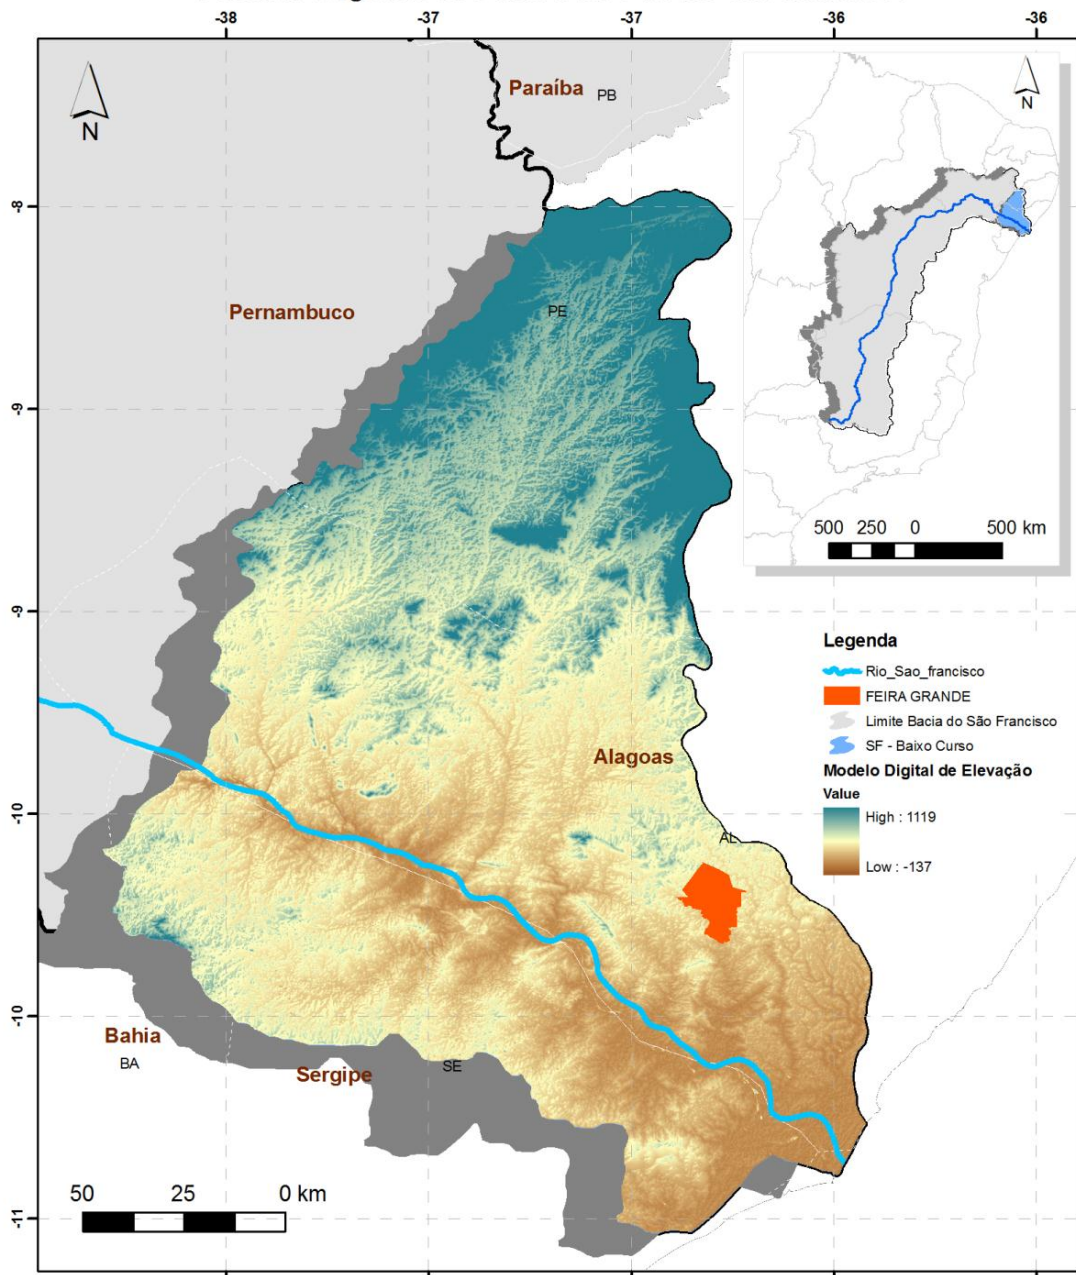 -38 -37 -37 -36 -36
N
Paraíba PB
N
-8
Pernambuco
PE
-9
500 250 0 500 km
-9
Legenda
Rio_Sao_francisco
FEIRA GRANDE
Limite Bacia do São Francisco
SF - Baixo Curso
Alagoas
Modelo Digital de Elevação
Value
High : 1119
-10
AL
Low : -137
-10
Bahia
BA
Sergipe
SE
50 25 0 km
-11